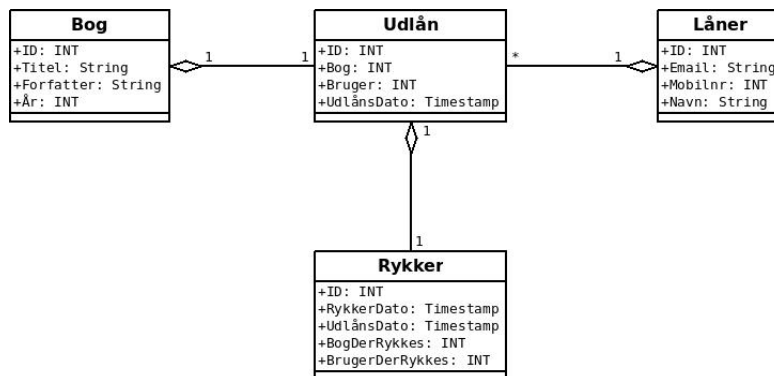 Bog
+ID: INT
+Titel: String
+Forfatter: String
+År: INT
1
1
Udlån
+ID: INT
+Bog: INT
+Bruger: INT
+UdlånsDato: Timestamp
*
1
Låner
+ID: INT
+Email: String
+Mobilnr: INT
+Navn: String
1
1
Rykker
+ID: INT
+RykkerDato: Timestamp
+UdlånsDato: Timestamp
+BogDerRykkes: INT
+BrugerDerRykkes: INT